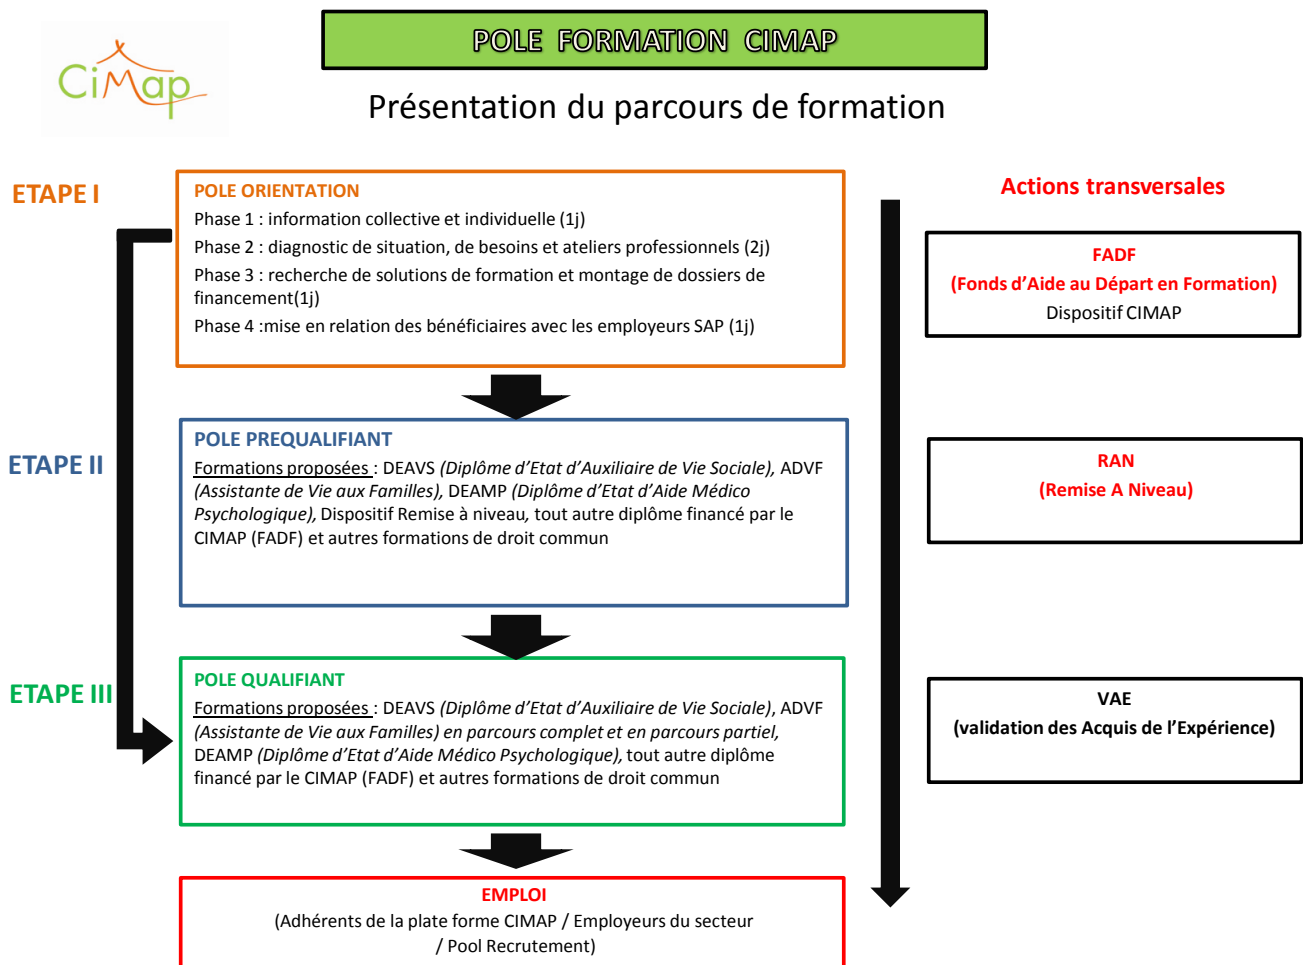 POLE FORMATION CIMAP
CiMap
Présentation du parcours de formation
ETAPE I
POLE ORIENTATION
Phase 1 : information collective et individuelle (1j)
Phase 2 : diagnostic de situation, de besoins et ateliers professionnels (2j)
Phase 3 : recherche de solutions de formation et montage de dossiers de
financement(1j)
Phase 4 :mise en relation des bénéficiaires avec les employeurs SAP (1j)
Actions transversales
FADF
(Fonds d'Aide au Départ en Formation)
Dispositif CIMAP
ETAPE II
POLE PREQUALIFIANT
Formations proposées : DEAVS (Diplôme d'Etat d'Auxiliaire de Vie Sociale), ADVF
(Assistante de Vie aux Familles), DEAMP (Diplôme d'Etat d'Aide Médico
Psychologique), Dispositif Remise à niveau, tout autre diplôme financé par le
CIMAP (FADF) et autres formations de droit commun
RAN
(Remise A Niveau)
ETAPE III
POLE QUALIFIANT
Formations proposées : DEAVS (Diplôme d'Etat d'Auxiliaire de Vie Sociale), ADVF
(Assistante de Vie aux Familles) en parcours complet et en parcours partiel,
DEAMP (Diplôme d'Etat d'Aide Médico Psychologique), tout autre diplôme
financé par le CIMAP (FADF) et autres formations de droit commun
VAE
(validation des Acquis de l'Expérience)
EMPLOI
(Adhérents de la plate forme CIMAP / Employeurs du secteur
/ Pool Recrutement)